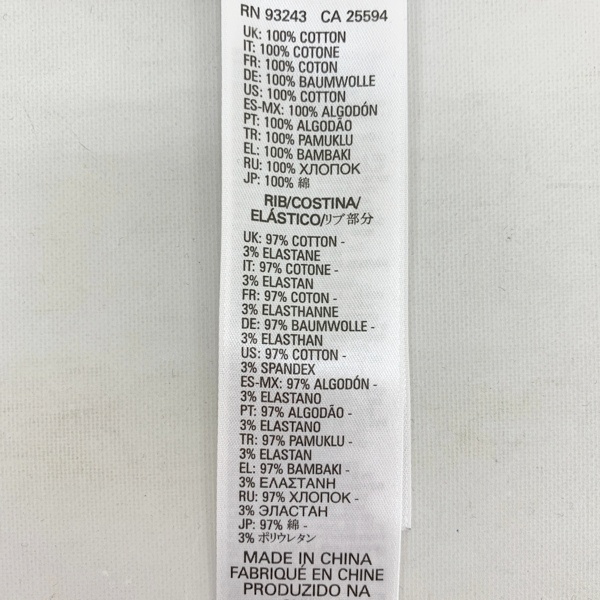 RN 93243 CA 25594
UK: 100% COTTON
IT: 100% COTONE
FR: 100% COTON
DE: 100% BAUMWOLLE
US: 100% COTTON
ES-MX: 100% ALGODÓN
PT: 100% ALGODÃO
TR: 100% PAMUKLU
EL: 100% BAMBAKI
RU: 100% ХЛОПОК
JP: 100% 綿
RIB/COSTINA/
ELÁSTICO/リブ部分
UK: 97% COTTON -
3% ELASTANE
IT: 97% COTONE -
3% ELASTAN
FR: 97% COTON -
3% ELASTHANNE
DE: 97% BAUMWOLLE -
3% ELASTHAN
US: 97% COTTON -
3% SPANDEX
ES-MX: 97% ALGODÓN -
3% ELASTANO
PT: 97% ALGODÃO -
3% ELASTANO
TR: 97% PAMUKLU -
3% ELASTAN
EL: 97% BAMBAKI -
3% ΕΛΑΣΤΑΝΗ
RU: 97% ХЛОПОК -
3% ЭЛАСТАН
JP: 97% 綿 -
3% ポリウレタン
MADE IN CHINA
FABRIQUÉ EN CHINE
PRODUZIDO NA